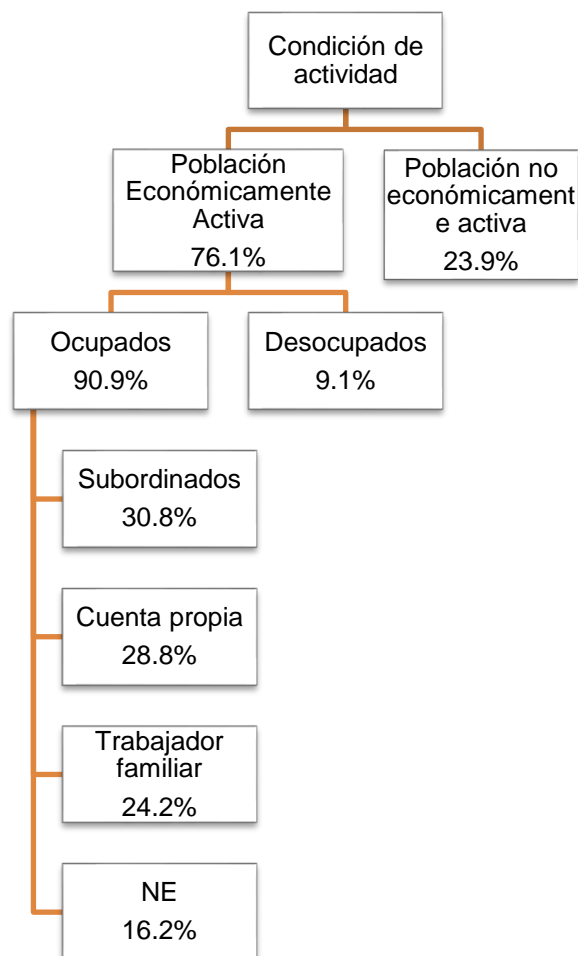 Condición de
actividad
Población
Económicamente
Activa
76.1%
Población no
económicament
e activa
23.9%
Ocupados
90.9%
Desocupados
9.1%
Subordinados
30.8%
Cuenta propia
28.8%
Trabajador
familiar
24.2%
NE
16.2%